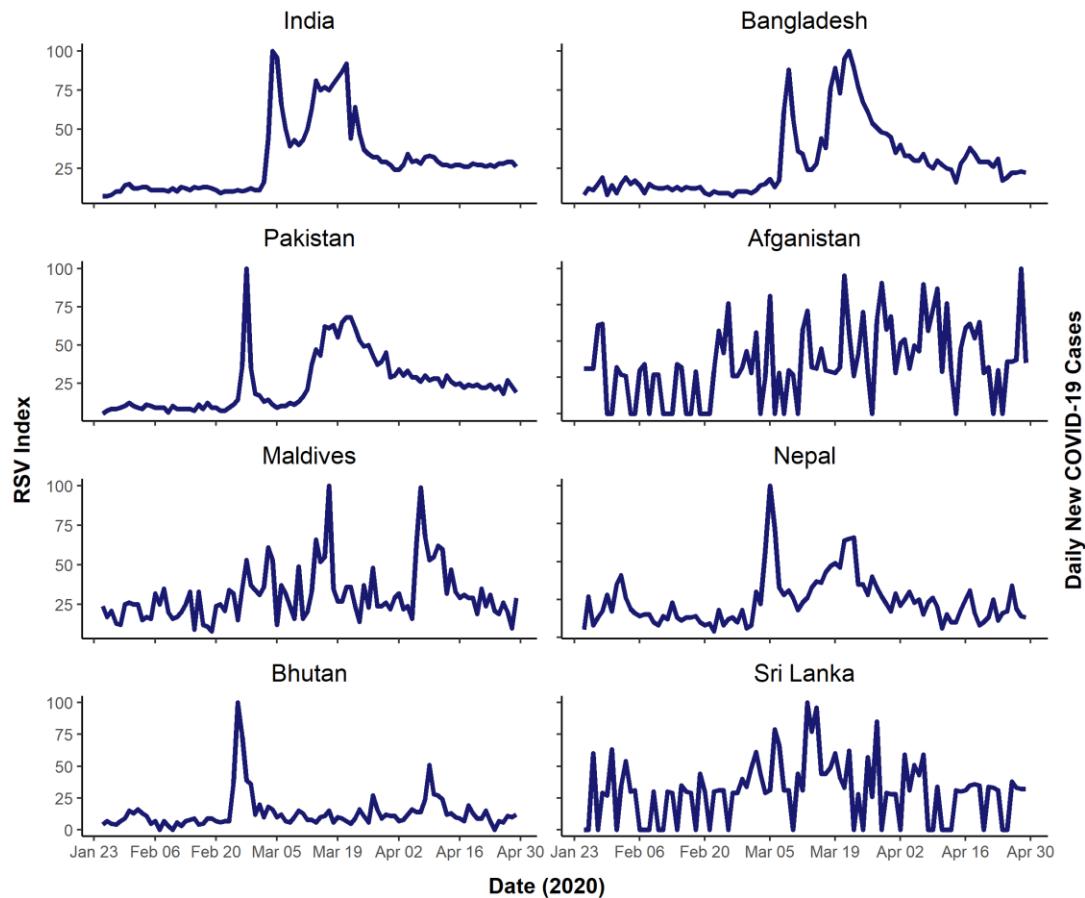 India
Bangladesh
100
75
50
25
Pakistan
Afganistan
100
75
50
25
RSV Index
Daily New COVID-19 Cases
Maldives
Nepal
100
75
50
25
Bhutan
Sri Lanka
100
75
50
25
0
Jan 23 Feb 06 Feb 20 Mar 05 Mar 19 Apr 02 Apr 16 Apr 30
Jan 23 Feb 06 Feb 20 Mar 05 Mar 19 Apr 02 Apr 16 Apr 30
Date (2020)